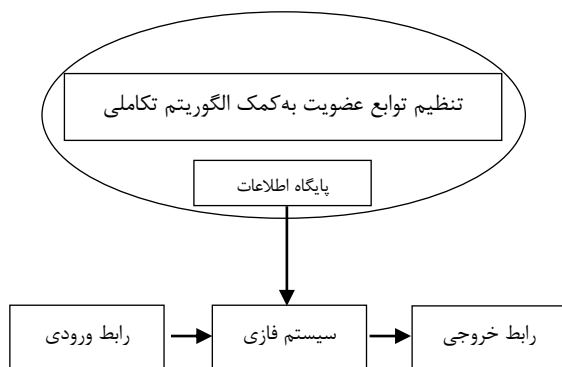 تنظیم توابع عضویت به‌کمک الگوریتم تکاملی
پایگاه اطلاعات
رابط ورودی
سیستم فازی
رابط خروجی